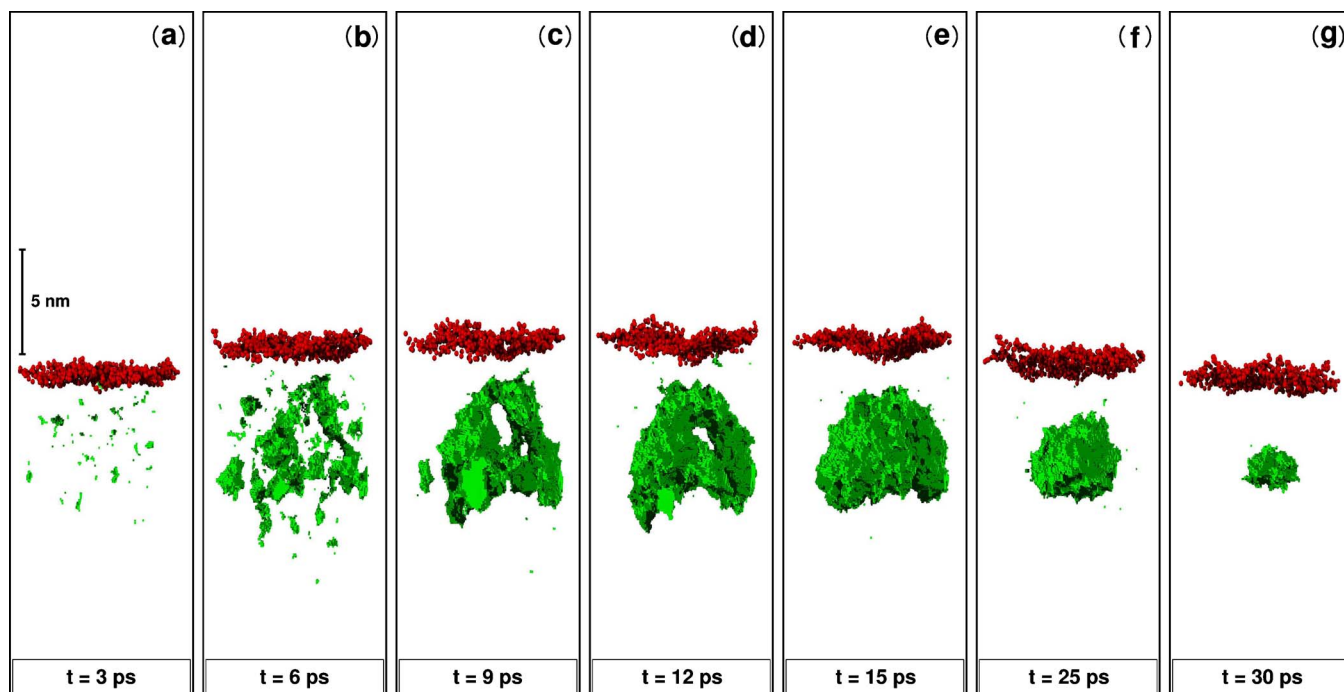 (a)
(b)
(c)
(d)
(e)
(f)
(g)
5 nm
t = 3 ps
t = 6 ps
t = 9 ps
t = 12 ps
t = 15 ps
t = 25 ps
t = 30 ps